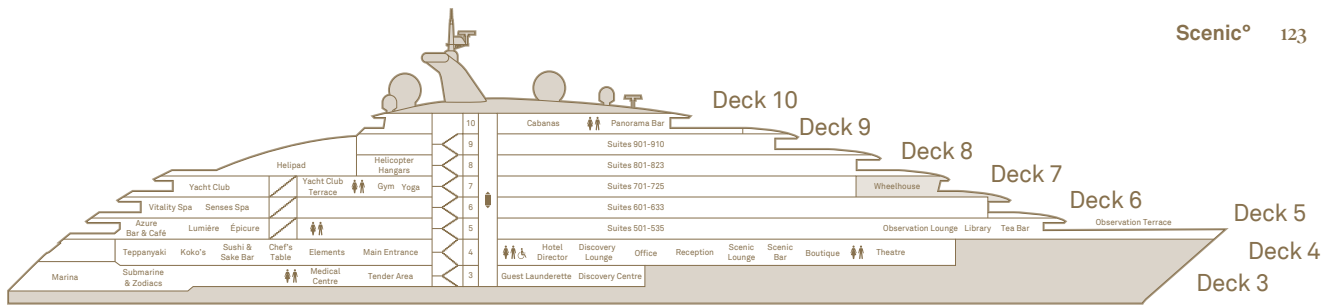 Scenic° 123
Deck 10
10 Cabanas Panorama Bar
Deck 9
9 Suites 901-910
Deck 8
Helipad
Helicopter
Hangars
8 Suites 801-823
Deck 7
Yacht Club
Yacht Club
Terrace
Gym Yoga
7 Suites 701-725
Wheelhouse
Deck 6
Vitality Spa Senses Spa
6 Suites 601-633
Observation Terrace
Deck 5
Azure
Bar & Café
Lumière Épicure
5 Suites 501-535
Observation Lounge Library Tea Bar
Deck 4
Teppanyaki
Koko's
Sushi &
Sake Bar
Chef's
Table
Elements
Main Entrance
4
Hotel
Director
Discovery
Lounge
Office
Reception
Scenic
Lounge
Scenic
Bar
Boutique
Theatre
Deck 3
Marina
Submarine
& Zodiacs
Medical
Centre
Tender Area
3
Guest Launderette Discovery Centre